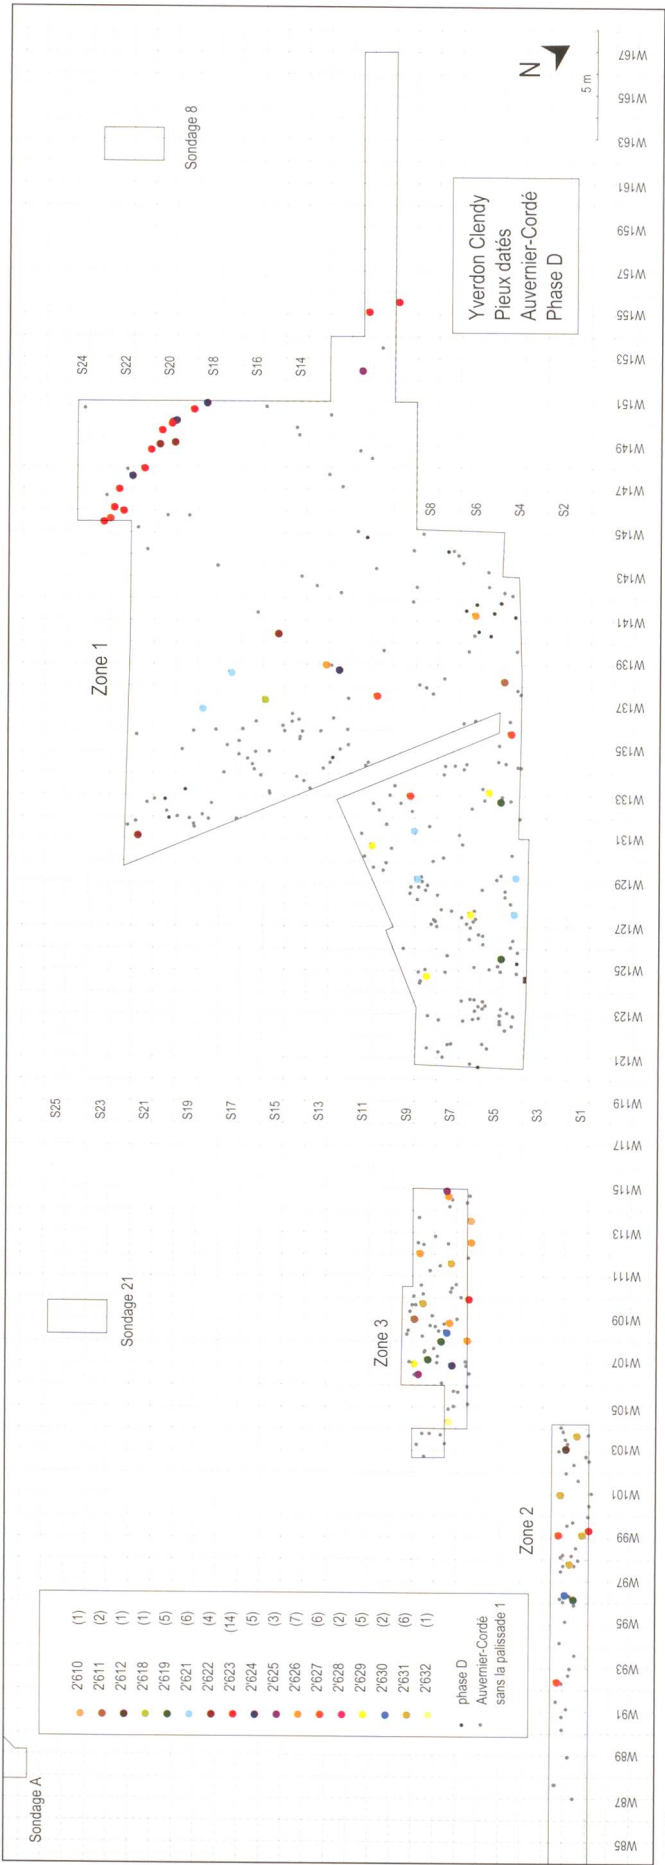 Sondage A
Sondage 21
Sondage 8
Zone 1
Zone 2
Zone 3
N
5 m
Yverdon Clendy
Pieux datés
Auvernier-Cordé
Phase D
2'610 (1)
2'611 (2)
2'612 (1)
2'618 (1)
2'619 (5)
2'621 (6)
2'622 (4)
2'623 (14)
2'624 (5)
2'625 (3)
2'626 (7)
2'627 (6)
2'628 (2)
2'629 (5)
2'630 (2)
2'631 (6)
2'632 (1)
phase D
Auvernier-Cordé
sans la palissade 1
S25
S23
S21
S19
S17
S15
S13
S11
S9
S7
S5
S3
S1
S24
S22
S20
S18
S16
S14
S8
S6
S4
S2
W85
W87
W89
W91
W93
W95
W97
W99
W101
W103
W105
W107
W109
W111
W113
W115
W117
W119
W121
W123
W125
W127
W129
W131
W133
W135
W137
W139
W141
W143
W145
W147
W149
W151
W153
W155
W157
W159
W161
W163
W165
W167